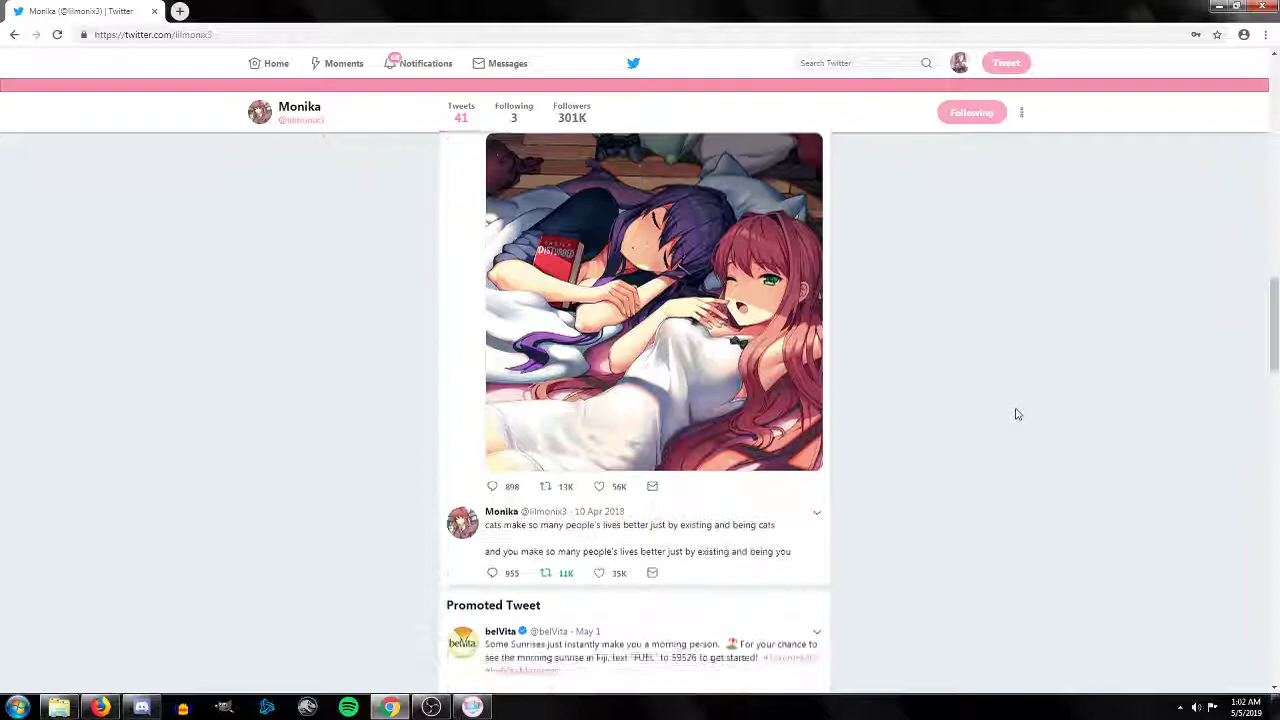 Monika (@lilmonix3) | Twitter
https://twitter.com/lilmonix3
Home
Moments
68
Notifications
Messages
Search Twitter
Tweet
Monika
@lilmonix3
Tweets
41
Following
3
Followers
301K
Following
DISTURBED
898
13K
56K
Monika @lilmonix3 · 10 Apr 2018
cats make so many people's lives better just by existing and being cats
and you make so many people's lives better just by existing and being you
955
11K
35K
Promoted Tweet
belVita
belVita @belVita · May 1
Some Sunrises just instantly make you a morning person. For your chance to
see the morning sunrise in Fiji, text "FUEL" to 59526 to get started!
1:02 AM
5/5/2019